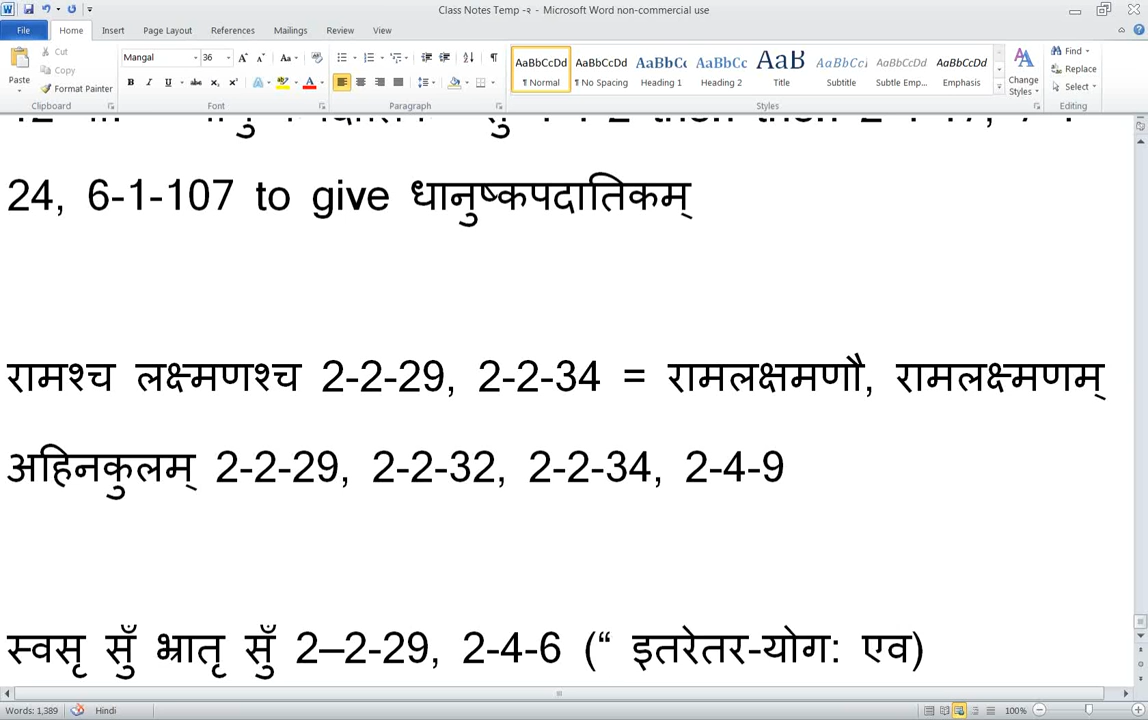 Class Notes Temp -२ - Microsoft Word non-commercial use
File Home Insert Page Layout References Mailings Review View
Paste Cut Copy Format Painter Clipboard
Mangal 36 Font
Paragraph
AaBbCcDd ¶ Normal AaBbCcDd ¶ No Spacing AaBbCc Heading 1 AaBbCc Heading 2 AaB Title AaBbCcI Subtitle AaBbCcDd Subtle Emp... AaBbCcDd Emphasis Change Styles Styles
Find Replace Select Editing
24, 6-1-107 to give धानुष्कपदातिकम्
रामश्च लक्ष्मणश्च 2-2-29, 2-2-34 = रामलक्षमणौ, रामलक्ष्मणम्
अहिनकुलम् 2-2-29, 2-2-32, 2-2-34, 2-4-9
स्वसृ सुँ भ्रातृ सुँ 2–2-29, 2-4-6 (“ इतरेतर-योग: एव)
Words: 1,389 Hindi 100%